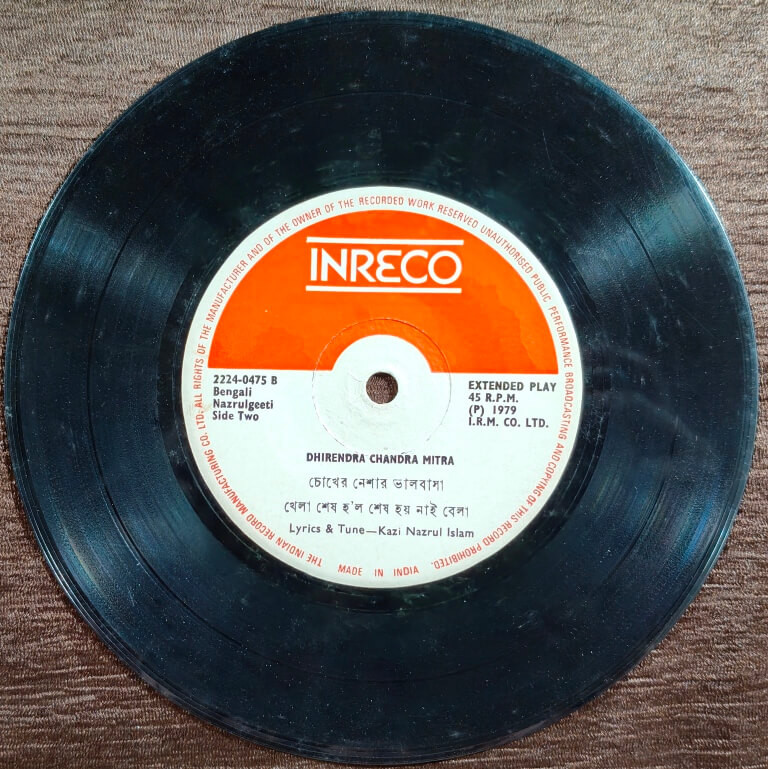 THE INDIAN RECORD MANUFACTURING CO. LTD. ALL RIGHTS OF THE MANUFACTURER AND OF THE OWNER OF THE RECORDED WORK RESERVED UNAUTHORISED PUBLIC PERFORMANCE BROADCASTING AND COPYING OF THIS RECORD PROHIBITED.
INRECO
2224-0475 B
Bengali
Nazrulgeeti
Side Two
EXTENDED PLAY
45 R.P.M.
(P) 1979
I.R.M. CO. LTD.
DHIRENDRA CHANDRA MITRA
চোখের নেশার ভালবাসা
খেলা শেষ হ'ল শেষ হয় নাই বেলা
Lyrics & Tune—Kazi Nazrul Islam
MADE IN INDIA